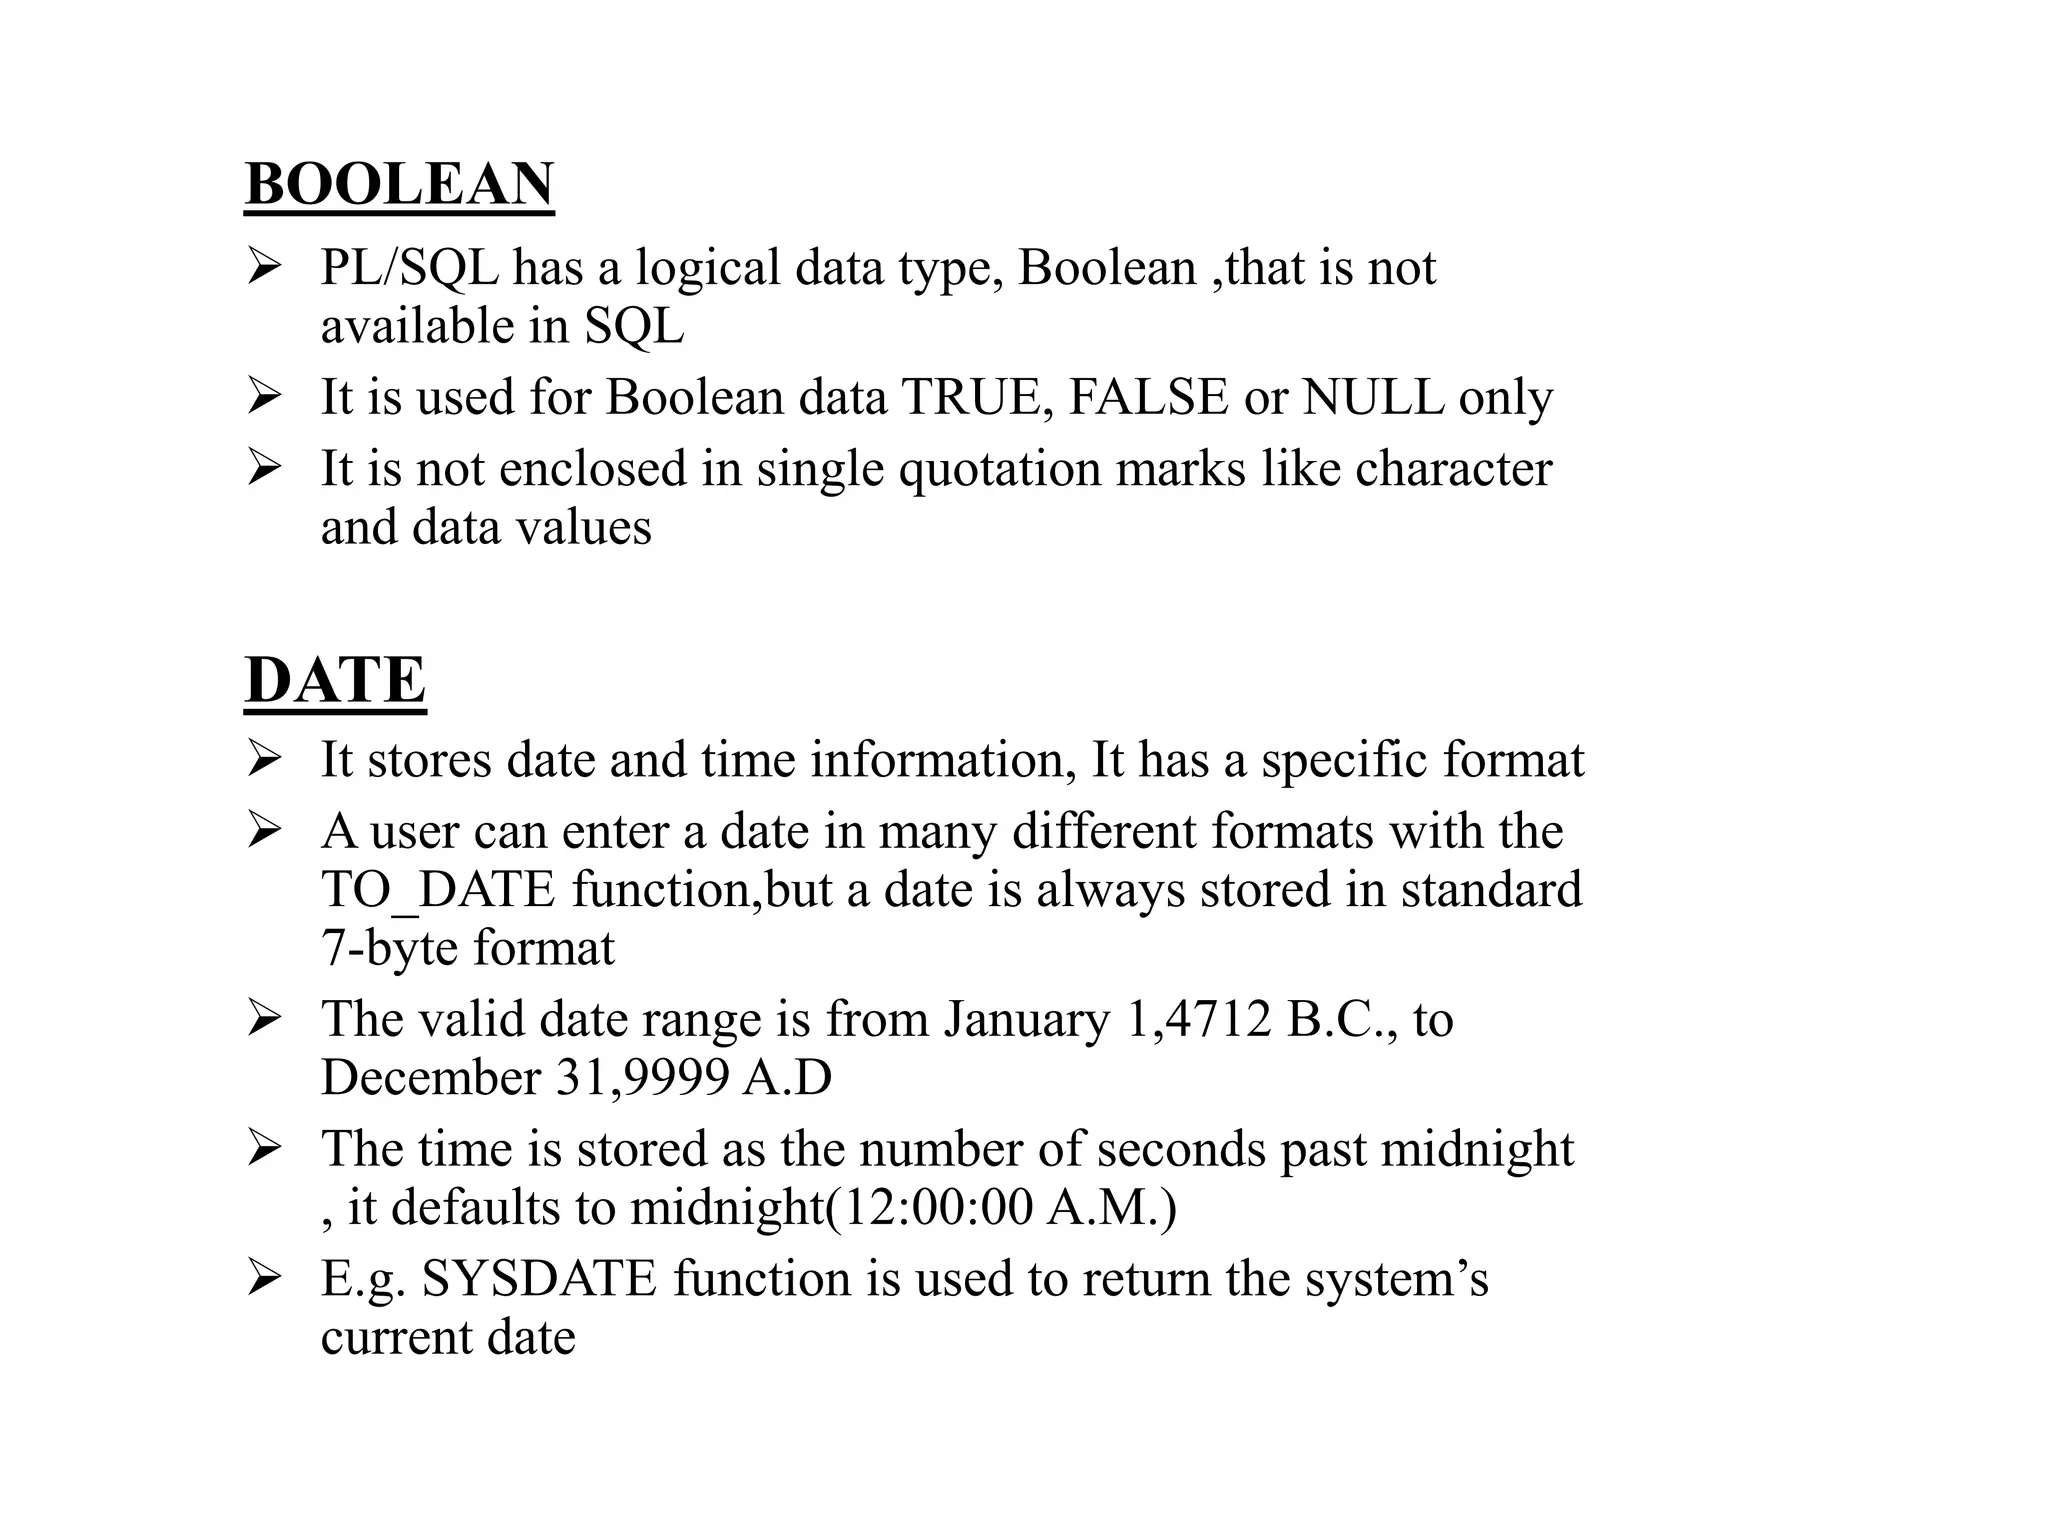 BOOLEAN
➢ PL/SQL has a logical data type, Boolean ,that is not
available in SQL
➢ It is used for Boolean data TRUE, FALSE or NULL only
➢ It is not enclosed in single quotation marks like character
and data values
DATE
➢ It stores date and time information, It has a specific format
➢ A user can enter a date in many different formats with the
TO_DATE function,but a date is always stored in standard
7-byte format
➢ The valid date range is from January 1,4712 B.C., to
December 31,9999 A.D
➢ The time is stored as the number of seconds past midnight
, it defaults to midnight(12:00:00 A.M.)
➢ E.g. SYSDATE function is used to return the system’s
current date